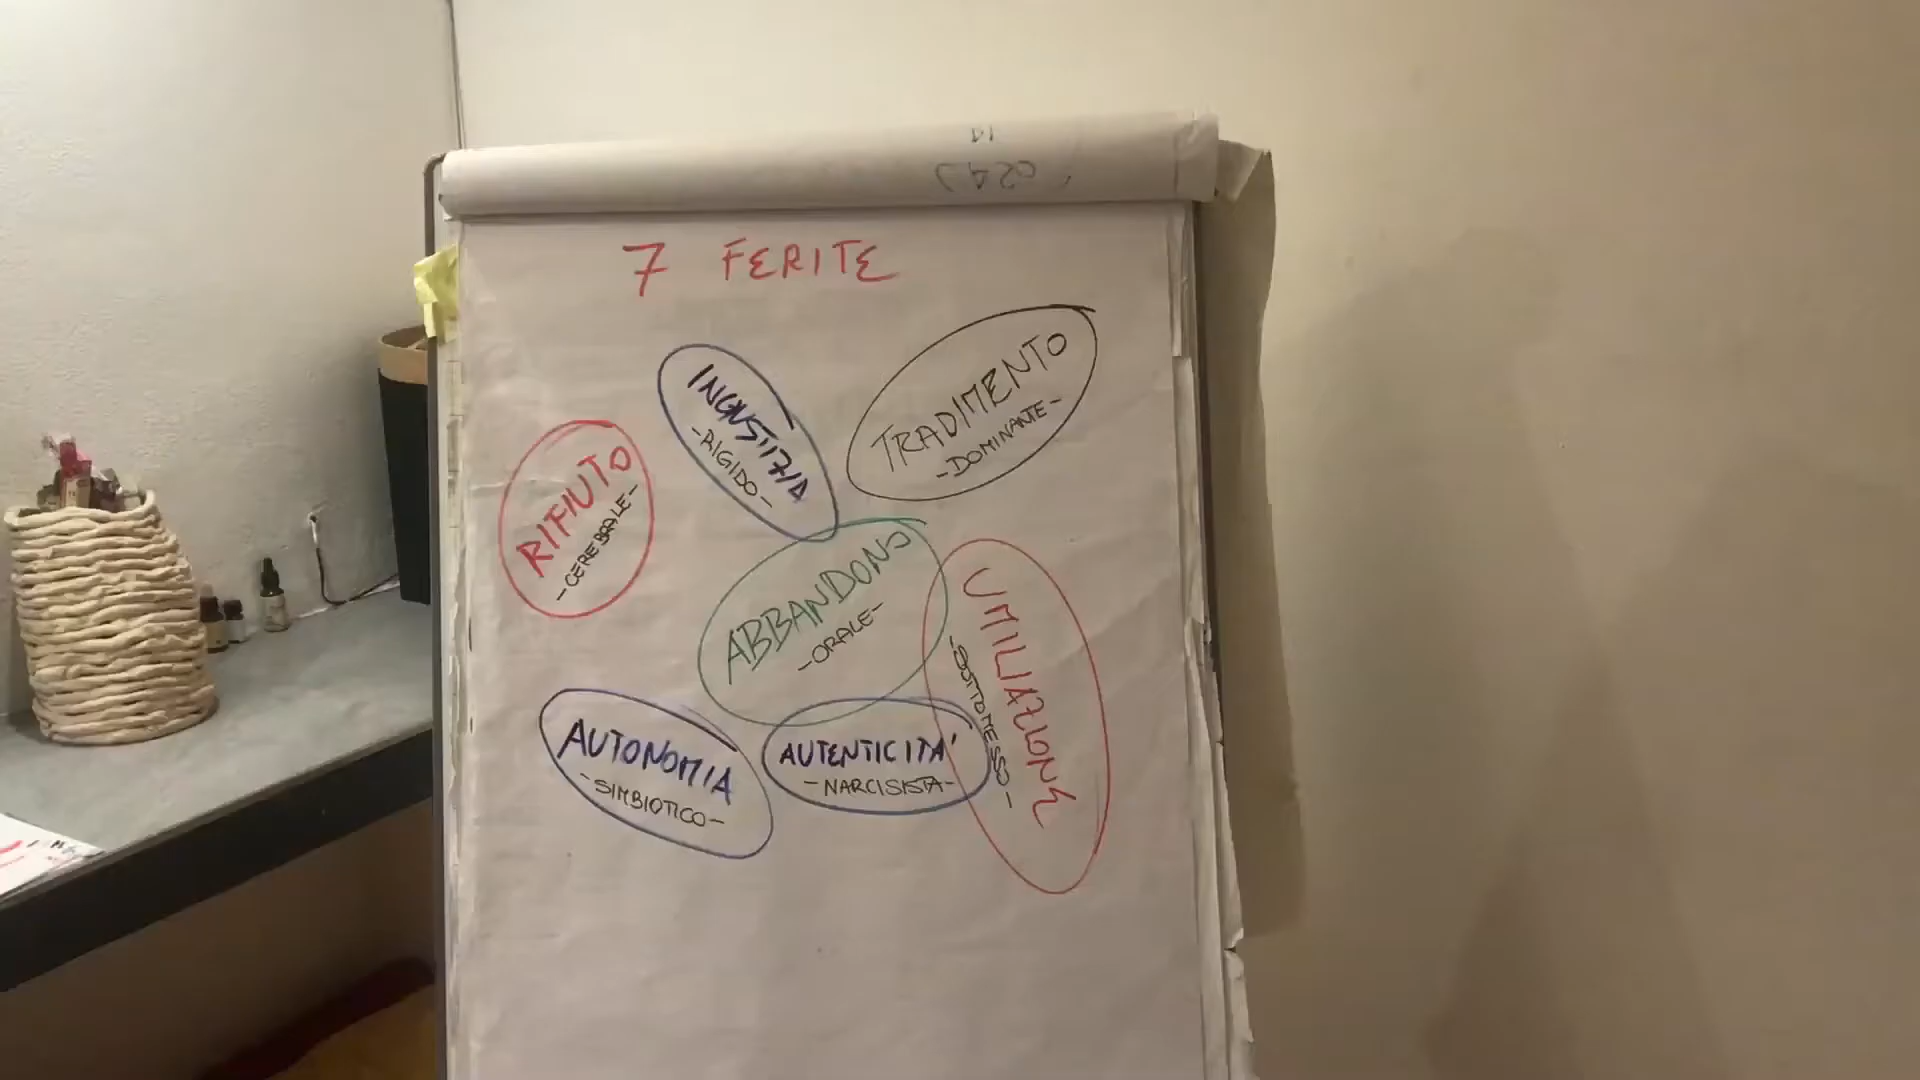 7 FERITE
INGIUSTIZIA
-RIGIDO-
TRADIMENTO
-DOMINANTE-
RIFIUTO
-CEREBRALE-
ABBANDONO
-ORALE-
UMILIAZIONE
-SOTTOMESSO-
AUTONOMIA
-SIMBIOTICO-
AUTENTICITA'
-NARCISISTA-